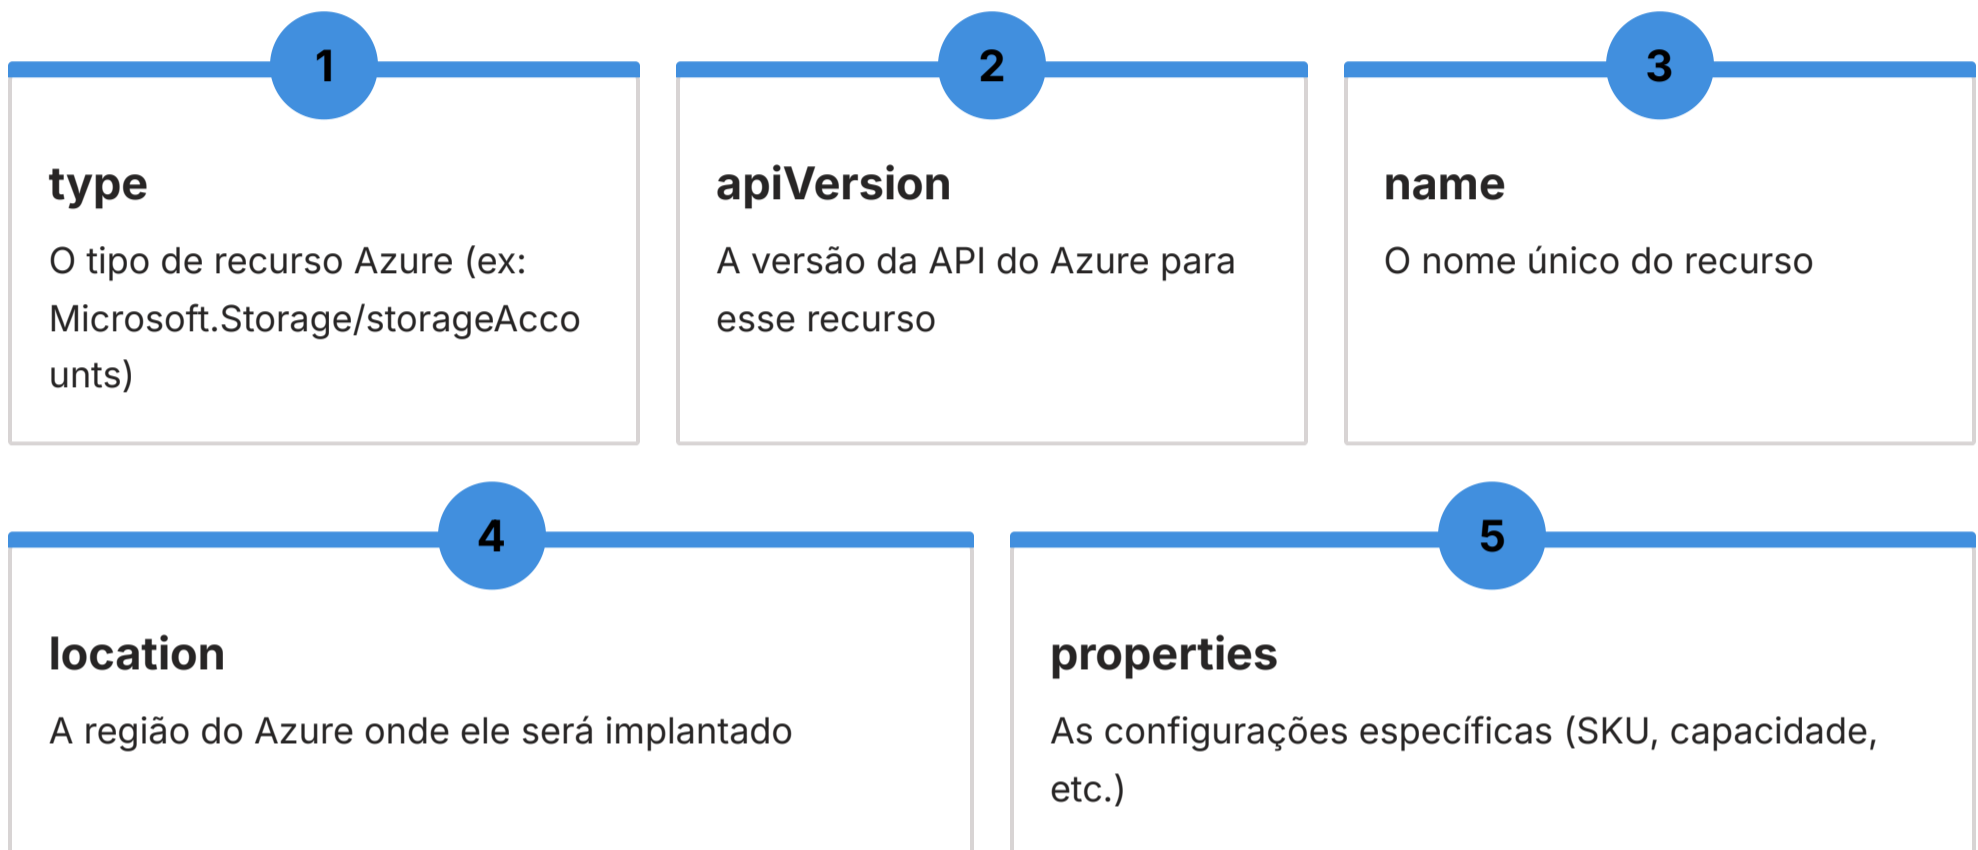 1
type
O tipo de recurso Azure (ex:
Microsoft.Storage/storageAcco
unts)
2
apiVersion
A versão da API do Azure para
esse recurso
3
name
O nome único do recurso
4
location
A região do Azure onde ele será implantado
5
properties
As configurações específicas (SKU, capacidade,
etc.)